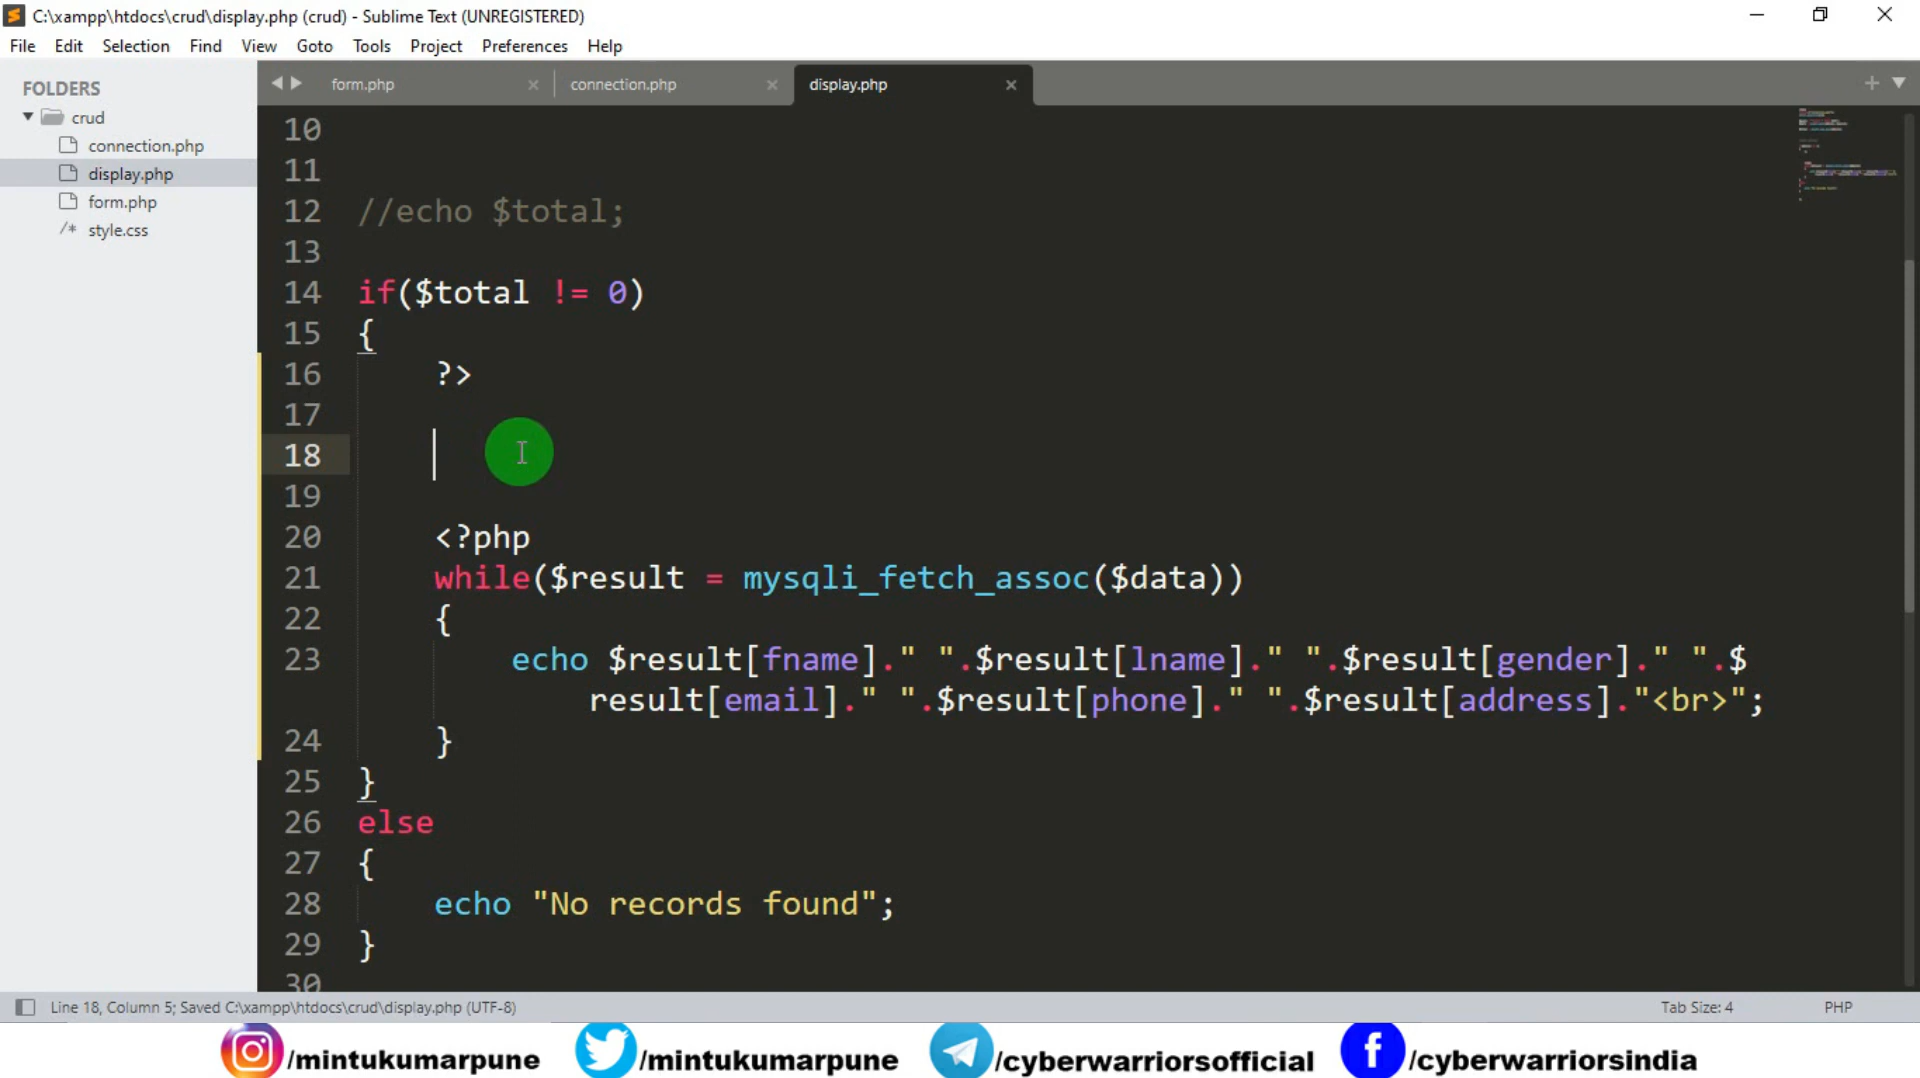 C:\xampp\htdocs\crud\display.php (crud) - Sublime Text (UNREGISTERED)
File Edit Selection Find View Goto Tools Project Preferences Help
FOLDERS
crud
connection.php
display.php
form.php
/* style.css
form.php × connection.php × display.php ×
10
11
12 //echo $total;
13
14 if($total != 0)
15 {
16 ?>
17
18
19
20 <?php
21 while($result = mysqli_fetch_assoc($data))
22 {
23 echo $result[fname]." ".$result[lname]." ".$result[gender]." ".$
result[email]." ".$result[phone]." ".$result[address]."<br>";
24 }
25 }
26 else
27 {
28 echo "No records found";
29 }
30
Line 18, Column 5; Saved C:\xampp\htdocs\crud\display.php (UTF-8) Tab Size: 4 PHP
/mintukumarpune /mintukumarpune /cyberwarriorsofficial /cyberwarriorsindia